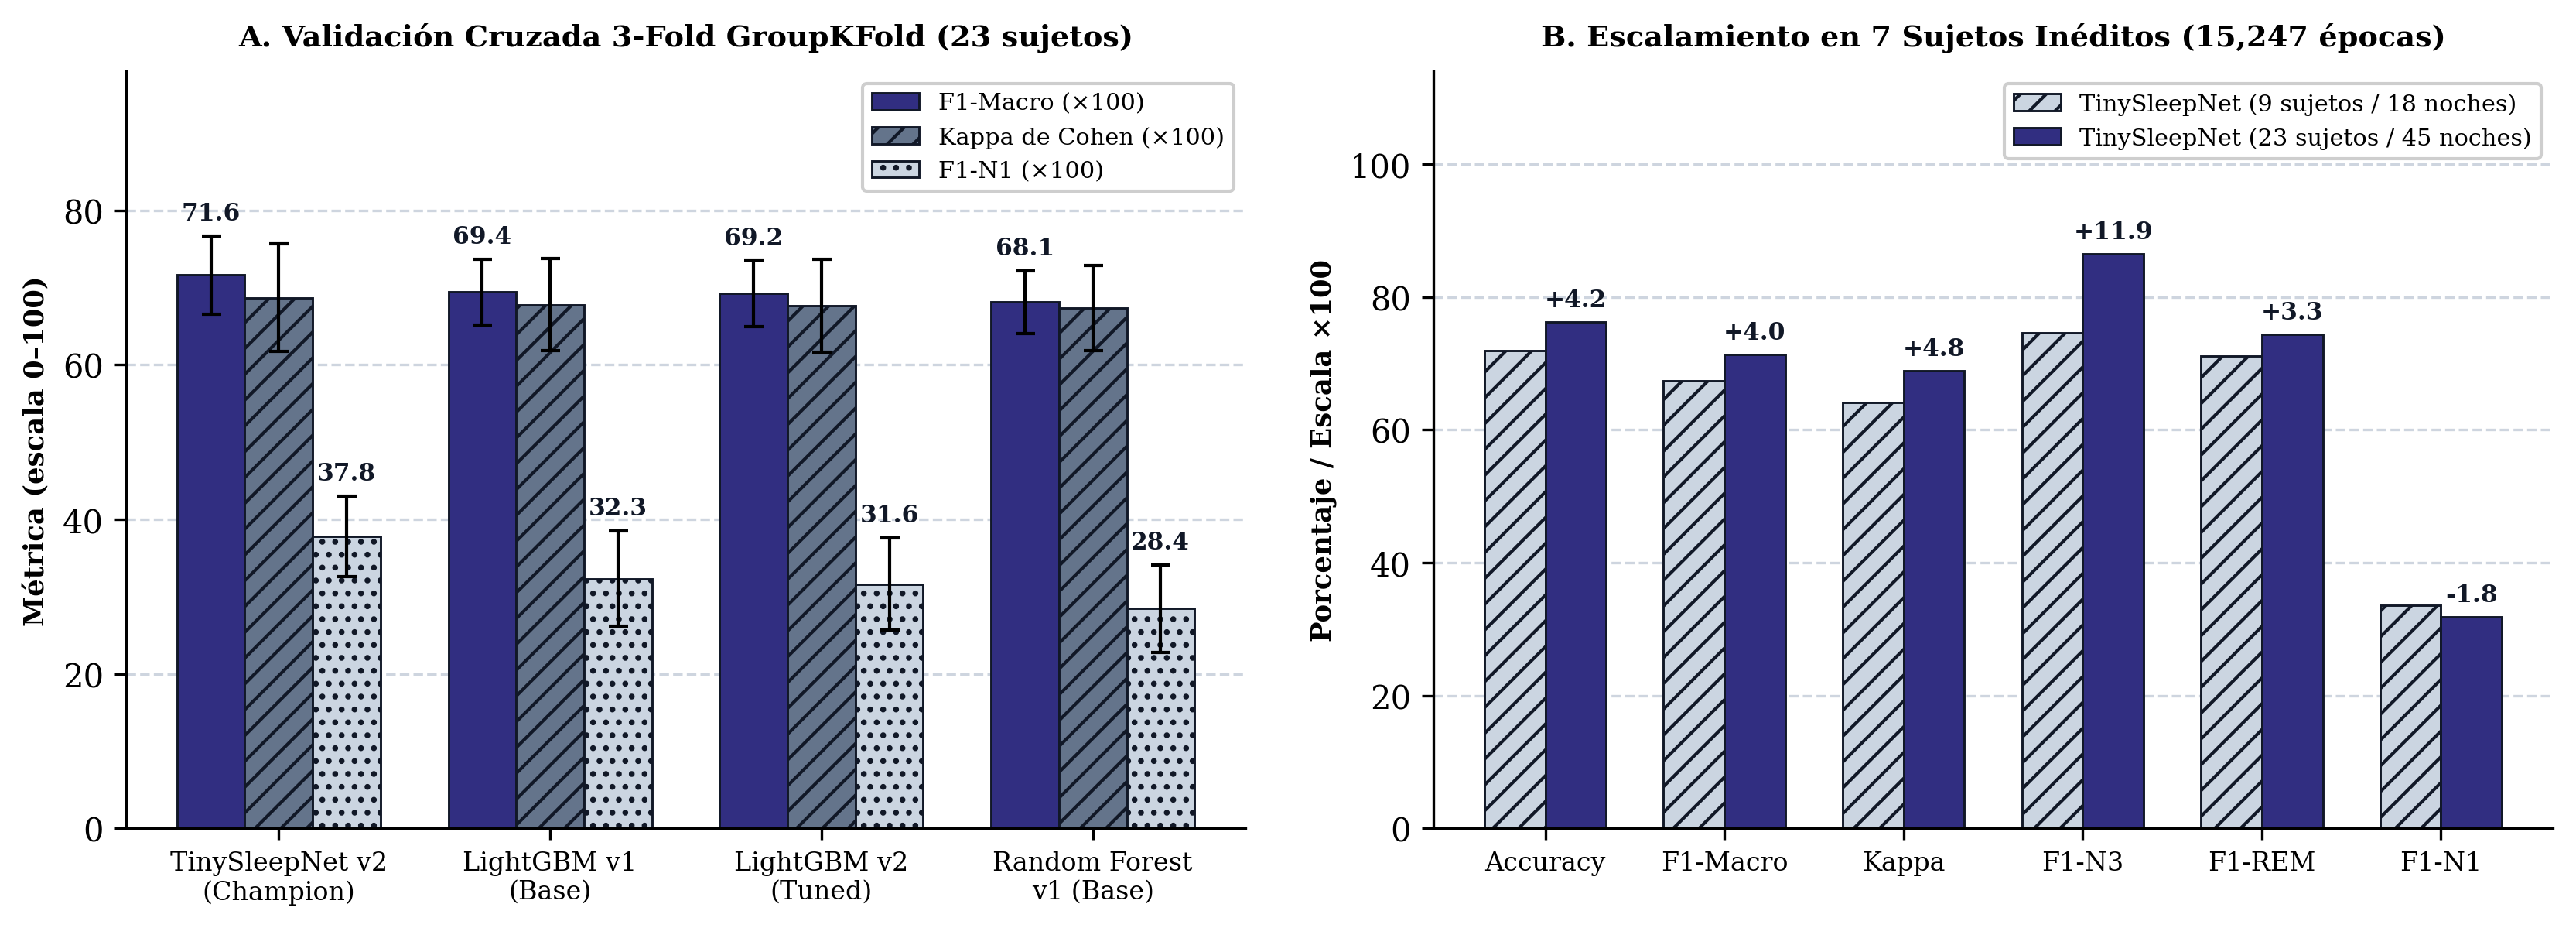 A. Validación Cruzada 3-Fold GroupKFold (23 sujetos)
Métrica (escala 0–100)
80
60
40
20
0
F1-Macro (×100)
Kappa de Cohen (×100)
F1-N1 (×100)
71.6
37.8
69.4
32.3
69.2
31.6
68.1
28.4
TinySleepNet v2
(Champion)
LightGBM v1
(Base)
LightGBM v2
(Tuned)
Random Forest
v1 (Base)
B. Escalamiento en 7 Sujetos Inéditos (15,247 épocas)
Porcentaje / Escala ×100
100
80
60
40
20
0
TinySleepNet (9 sujetos / 18 noches)
TinySleepNet (23 sujetos / 45 noches)
+4.2
+4.0
+4.8
+11.9
+3.3
-1.8
Accuracy
F1-Macro
Kappa
F1-N3
F1-REM
F1-N1